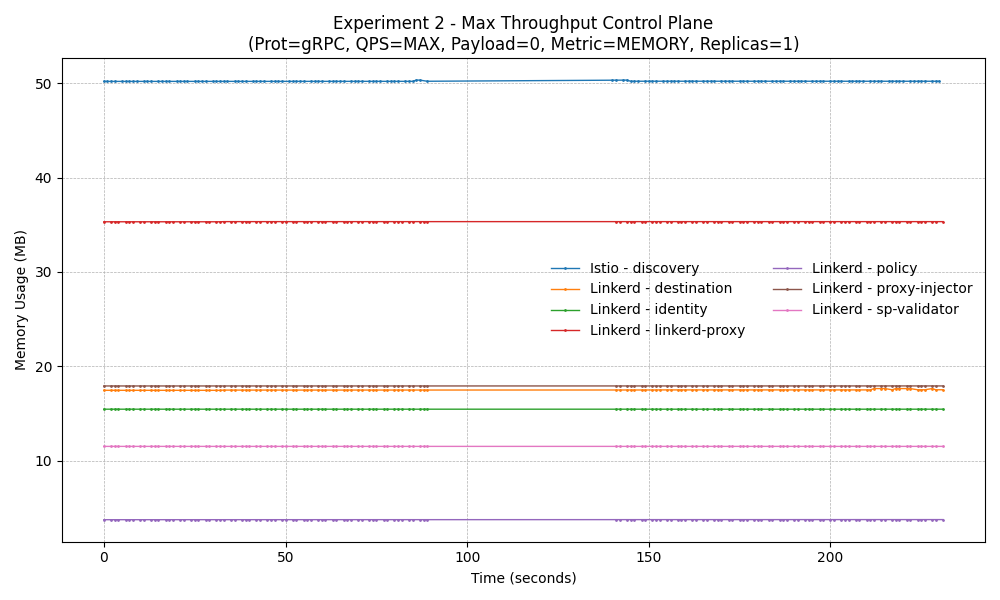 Experiment 2 - Max Throughput Control Plane
(Prot=gRPC, QPS=MAX, Payload=0, Metric=MEMORY, Replicas=1)
Memory Usage (MB)
50
40
30
20
10
Istio - discovery
Linkerd - destination
Linkerd - identity
Linkerd - linkerd-proxy
Linkerd - policy
Linkerd - proxy-injector
Linkerd - sp-validator
0
50
100
150
200
Time (seconds)